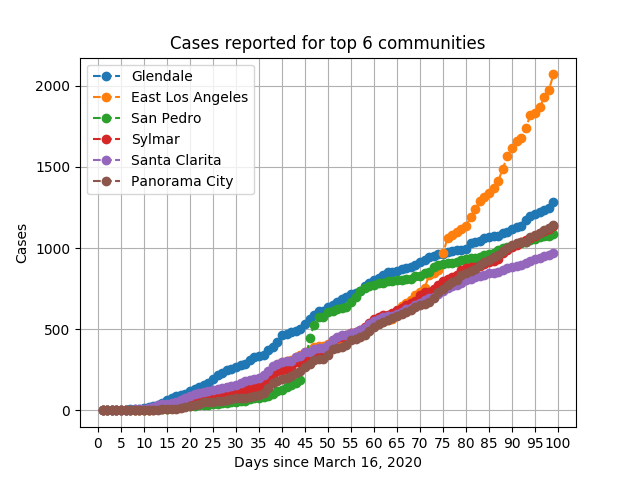 Cases reported for top 6 communities
Glendale
East Los Angeles
San Pedro
Sylmar
Santa Clarita
Panorama City
2000
1500
1000
500
0
Cases
0 5 10 15 20 25 30 35 40 45 50 55 60 65 70 75 80 85 90 95 100
Days since March 16, 2020